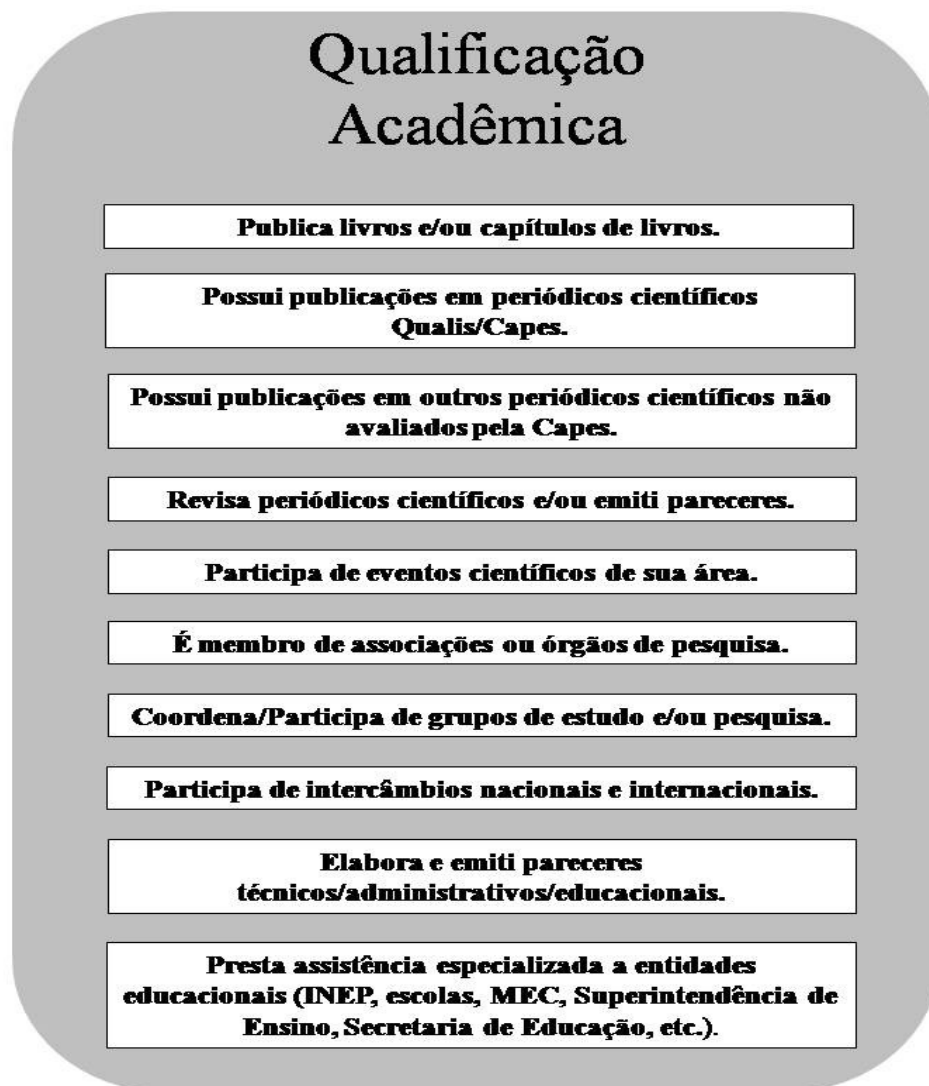 Qualificação
Acadêmica
Publica livros e/ou capítulos de livros.
Possui publicações em periódicos científicos
Qualis/Capes.
Possui publicações em outros periódicos científicos não
avaliados pela Capes.
Revisa periódicos científicos e/ou emiti pareceres.
Participa de eventos científicos de sua área.
É membro de associações ou órgãos de pesquisa.
Coordena/Participa de grupos de estudo e/ou pesquisa.
Participa de intercâmbios nacionais e internacionais.
Elabora e emiti pareceres
técnicos/administrativos/educacionais.
Presta assistência especializada a entidades
educacionais (INEP, escolas, MEC, Superintendência de
Ensino, Secretaria de Educação, etc.).